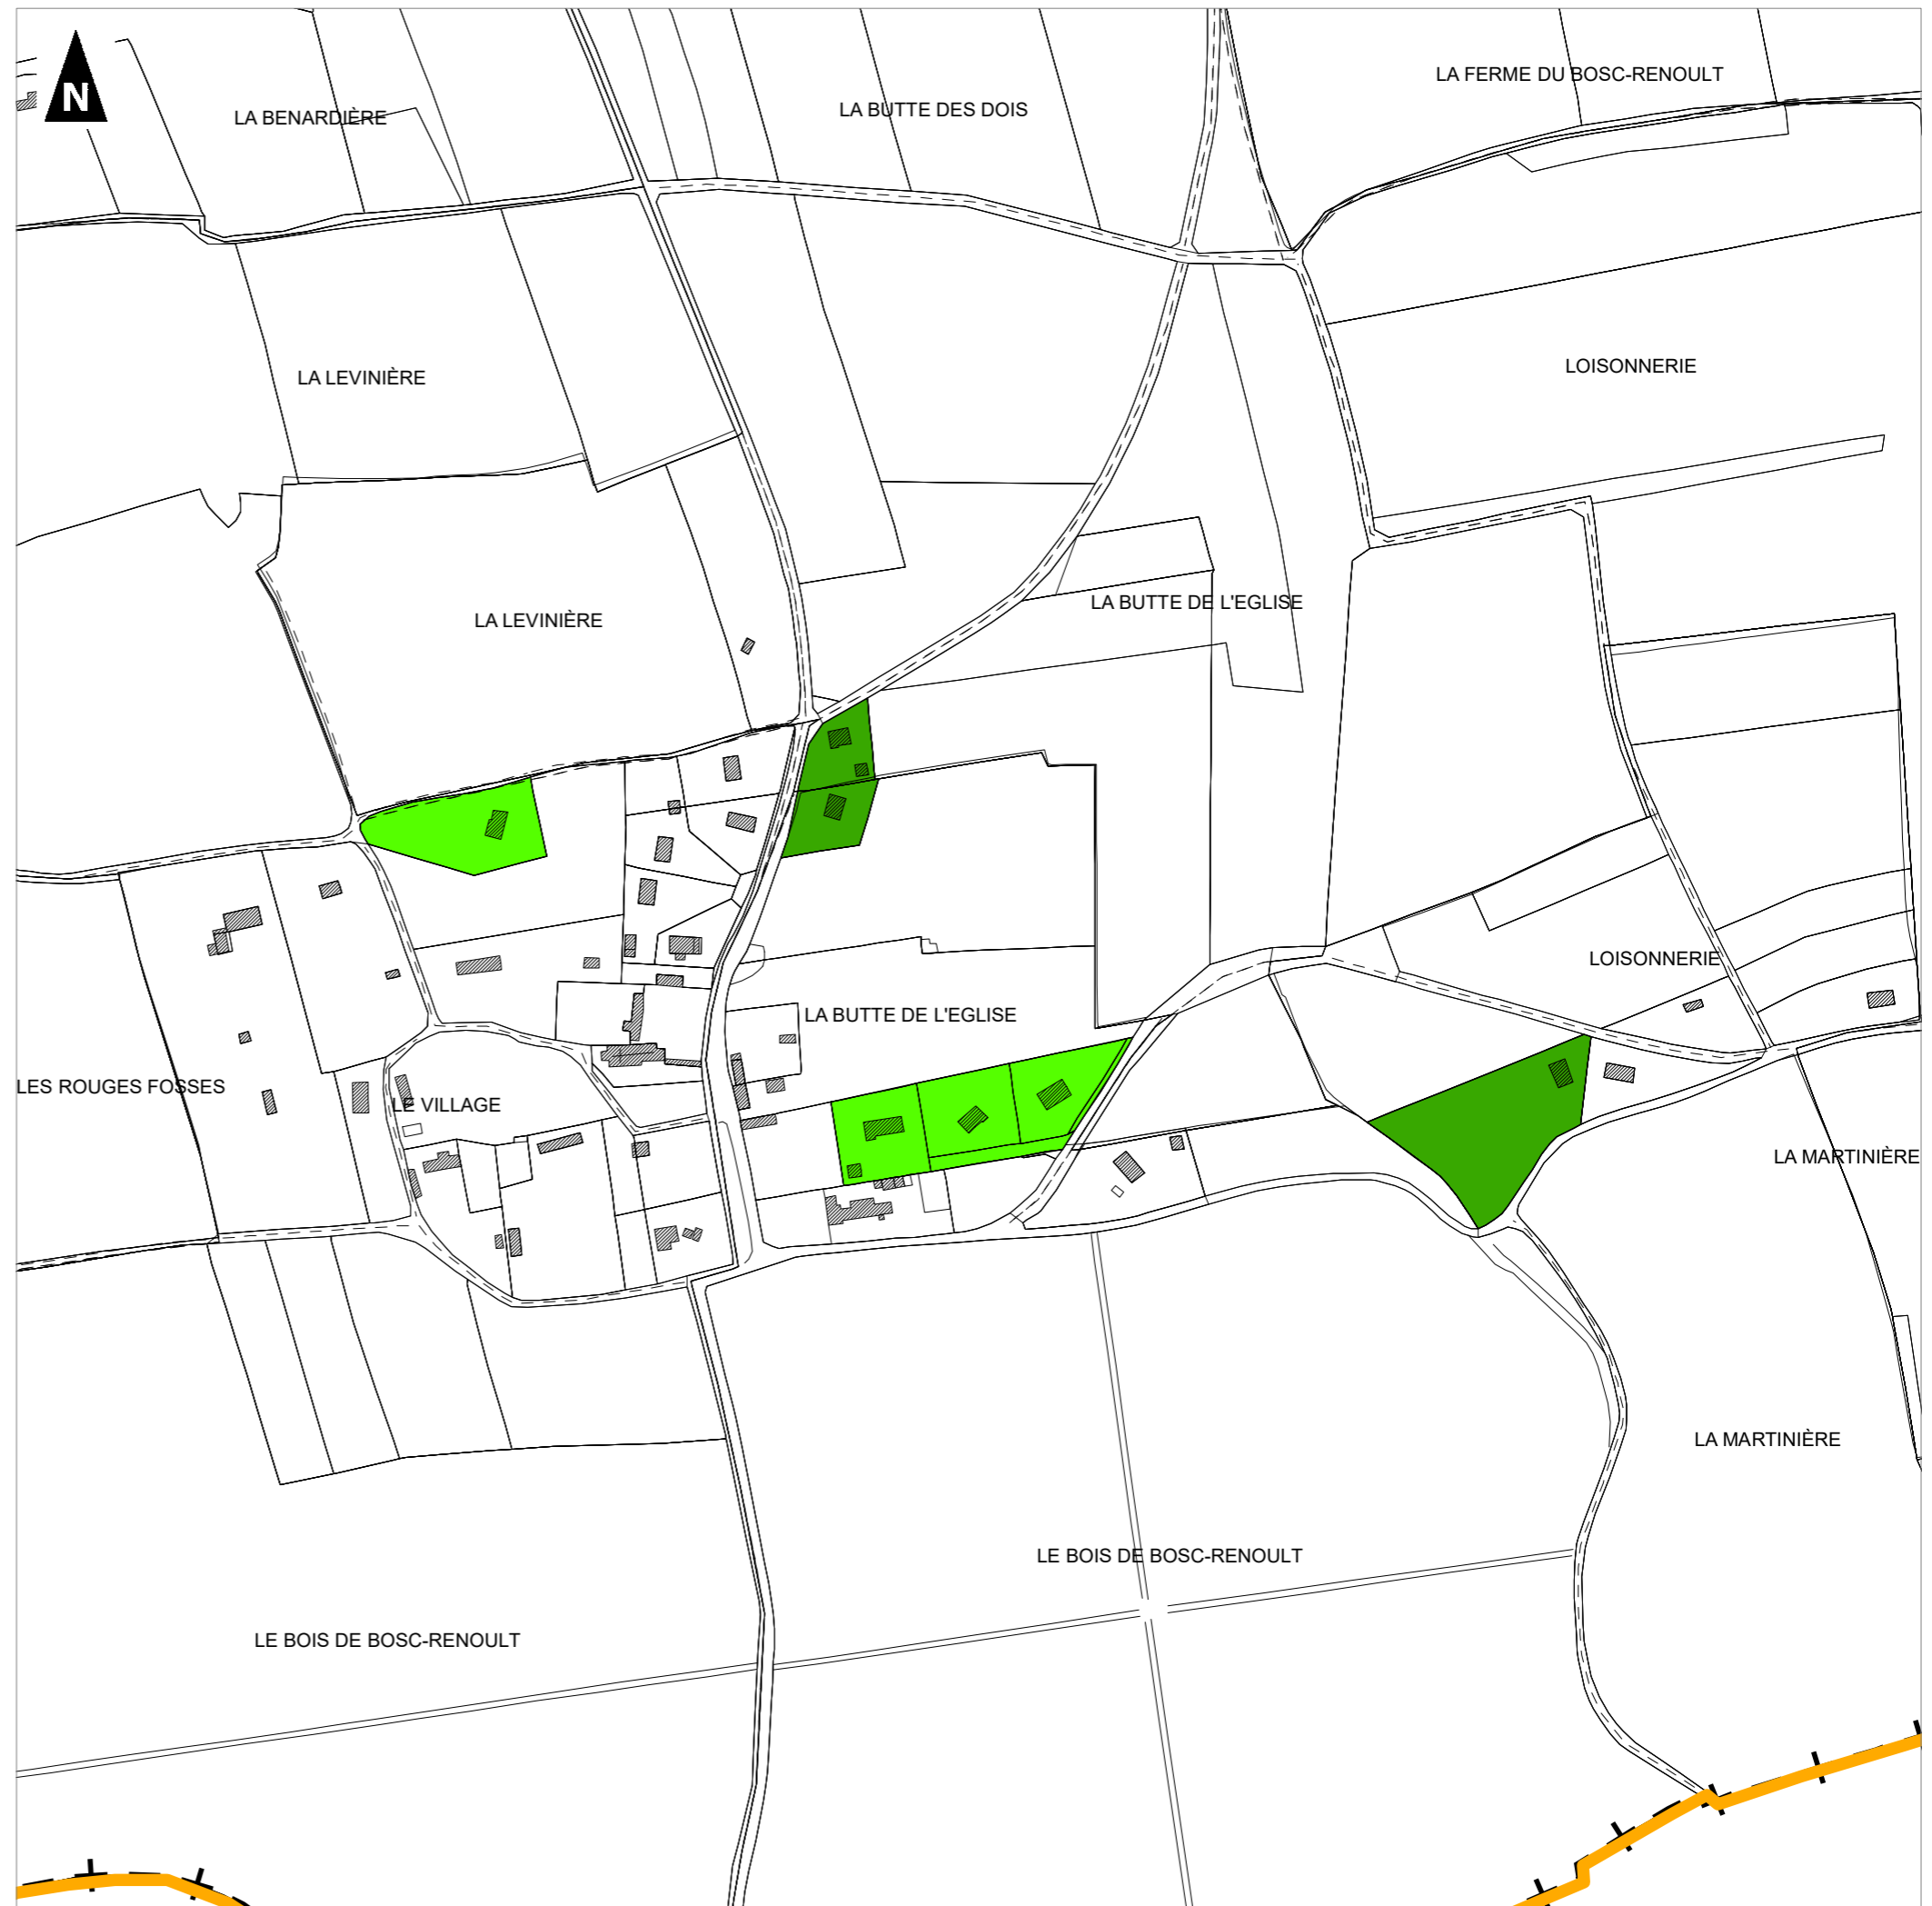 LA FERME DU BOSC-RENOULT
N
LA BUTTE DES DOIS
LA BENARDIÈRE
LOISONNERIE
LA LEVINIÈRE
LA BUTTE DE L'EGLISE
LA LEVINIÈRE
LOISONNERIE
LA BUTTE DE L'EGLISE
LES ROUGES FOSSES
LE VILLAGE
LA MARTINIÈRE
LA MARTINIÈRE
LE BOIS DE BOSC-RENOULT
LE BOIS DE BOSC-RENOULT